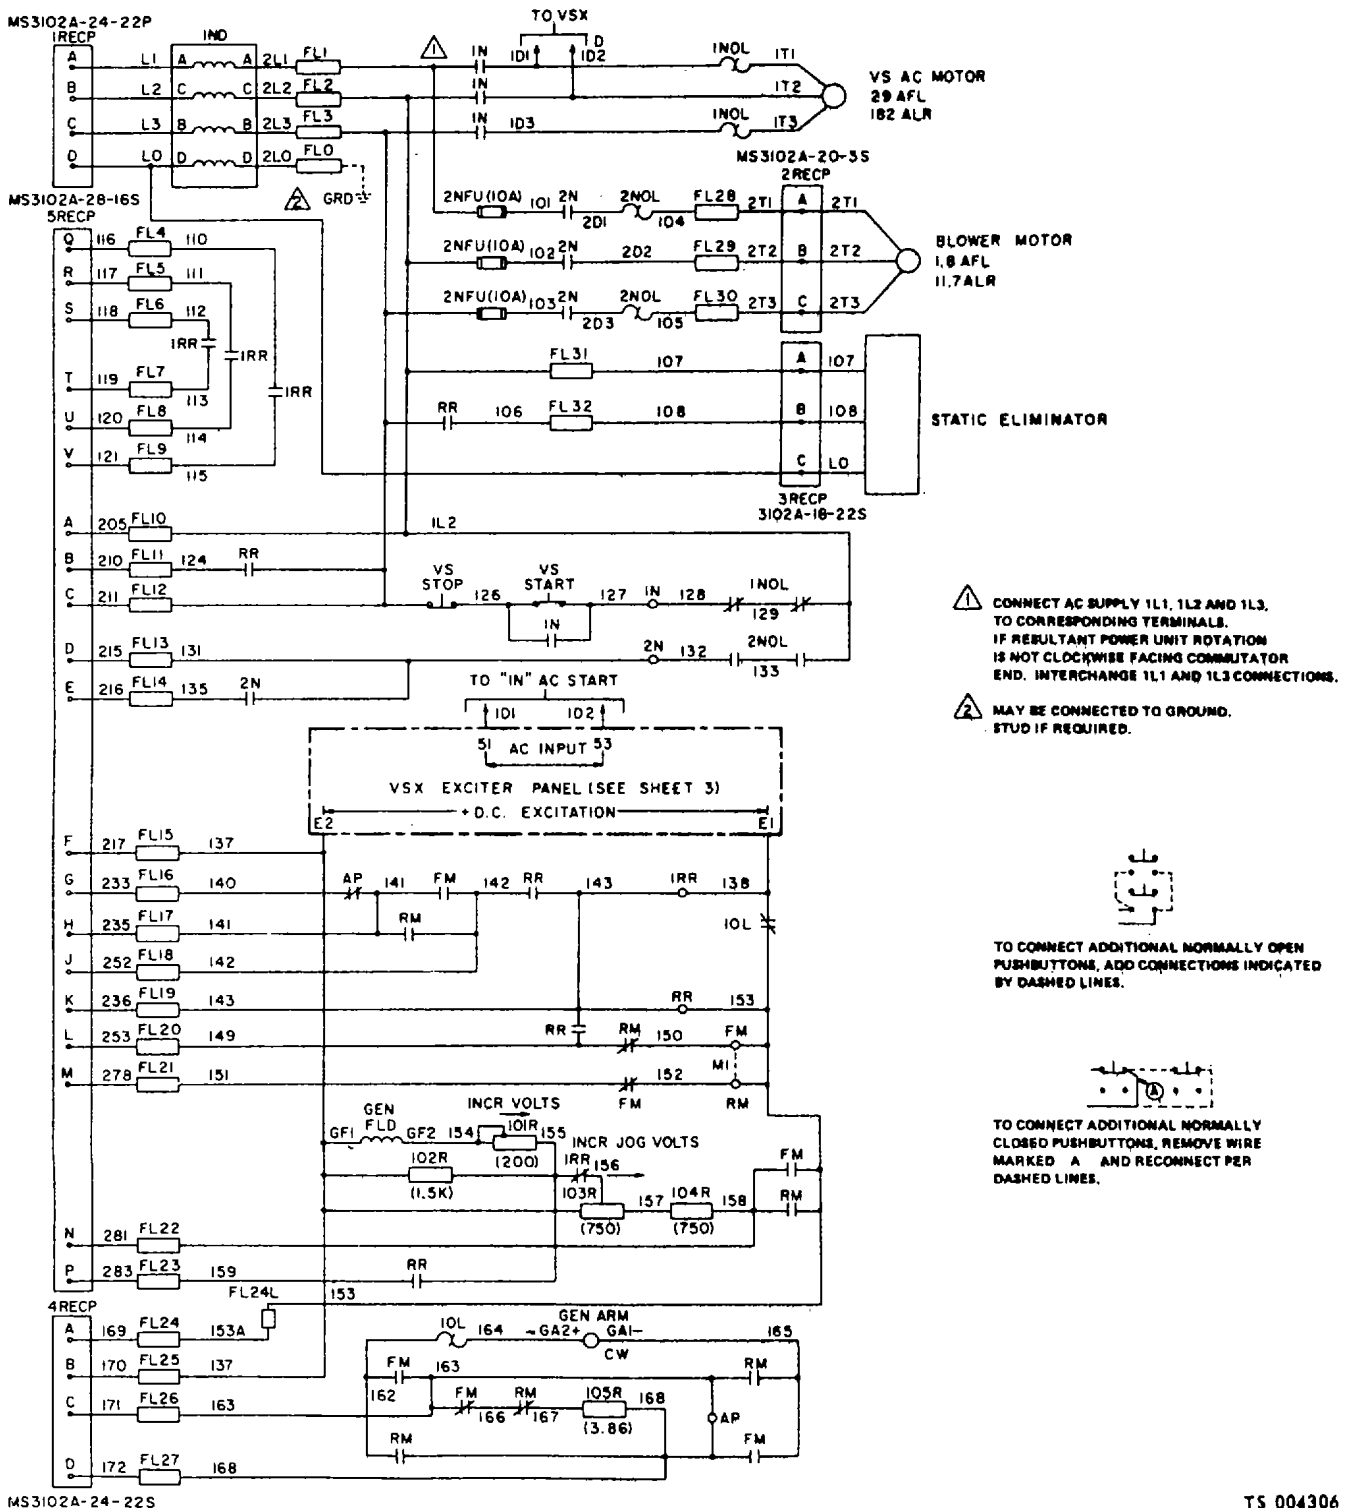 MS3102A-24-22P
1RECP
IND
TO VSX
A L1 A A 2L1 FL1
1N 1D1 D 1D2 1NOL 1T1
1
B L2 C C 2L2 FL2
1N 1T2
C L3 B B 2L3 FL3
1N 1D3 1NOL 1T3
D L0 D D 2L0 FL0
VS AC MOTOR
29 AFL
182 ALR
2 GRD
MS3102A-20-3S
2RECP
MS3102A-28-16S
5RECP
2NFU(10A) 101 2N 2D1 2NOL 104 FL28 2T1 A 2T1
2NFU(10A) 102 2N 2D2 FL29 2T2 B 2T2
2NFU(10A) 103 2N 2D3 2NOL 105 FL30 2T3 C 2T3
BLOWER MOTOR
1.8 AFL
11.7ALR
Q 116 FL4 110
R 117 FL5 111
S 118 FL6 112
1RR
1RR
1RR
T 119 FL7 113
U 120 FL8 114
V 121 FL9 115
FL31 107 A 107
RR 106 FL32 108 B 108
C L0
STATIC ELIMINATOR
3RECP
3102A-18-22S
A 205 FL10 1L2
B 210 FL11 124 RR
C 211 FL12
VS
STOP
126
VS
START
127 1N 128 1NOL
129
1N
D 215 FL13 131 2N 132 2NOL
133
E 216 FL14 135 2N
1 CONNECT AC SUPPLY 1L1, 1L2 AND 1L3,
TO CORRESPONDING TERMINALS.
IF RESULTANT POWER UNIT ROTATION
IS NOT CLOCKWISE FACING COMMUTATOR
END. INTERCHANGE 1L1 AND 1L3 CONNECTIONS.
2 MAY BE CONNECTED TO GROUND.
STUD IF REQUIRED.
TO "IN" AC START
1D1 1D2
51 AC INPUT 53
VSX EXCITER PANEL (SEE SHEET 3)
+ D.C. EXCITATION
E2 E1
F 217 FL15 137
G 233 FL16 140 AP 141 FM 142 RR 143 1RR 138
H 235 FL17 141 RM 10L
J 252 FL18 142
K 236 FL19 143 RR 153
L 253 FL20 149 RR RM 150 FM
MI
M 278 FL21 151 FM 152 RM
TO CONNECT ADDITIONAL NORMALLY OPEN
PUSHBUTTONS, ADD CONNECTIONS INDICATED
BY DASHED LINES.
A
TO CONNECT ADDITIONAL NORMALLY
CLOSED PUSHBUTTONS, REMOVE WIRE
MARKED A AND RECONNECT PER
DASHED LINES.
INCR VOLTS
GF1 GEN FLD GF2 154 101R 155
(200)
INCR JOG VOLTS
102R
(1.5K)
1RR 156
FM
103R 157 104R 158 RM
(750) (750)
N 281 FL22
P 283 FL23 159 RR
FL24L 153
4RECP
A 169 FL24 153A
B 170 FL25 137
C 171 FL26 163
D 172 FL27 168
GEN ARM
10L 164 ~GA2+ GA1- 165
CW
FM 163 RM
162 FM 166 RM 167 105R 168
(3.86)
AP
RM FM
MS3102A-24-22S
TS 004306